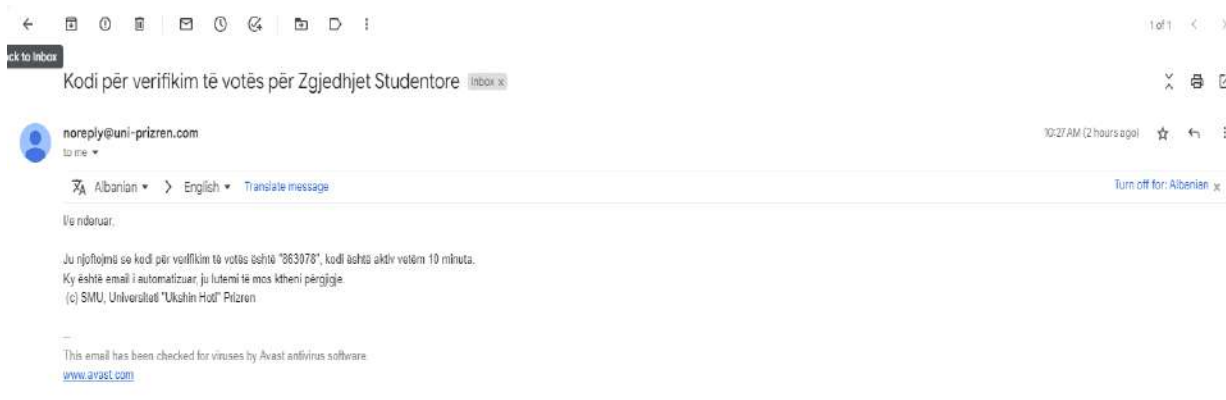 1 of 1
ck to Inbox
Kodi për verifikim të votës për Zgjedhjet Studentore Inbox x
noreply@uni-prizren.com
10:27 AM (2 hours ago)
to me
Albanian > English Translate message
Turn off for: Albanian x
I/e nderuar,
Ju njoftojmë se kodi për verifikim të votës është "863078", kodi është aktiv vetëm 10 minuta.
Ky është email i automatizuar, ju lutemi të mos ktheni përgjigje.
(c) SMU, Universiteti "Ukshin Hoti" Prizren
--
This email has been checked for viruses by Avast antivirus software.
www.avast.com